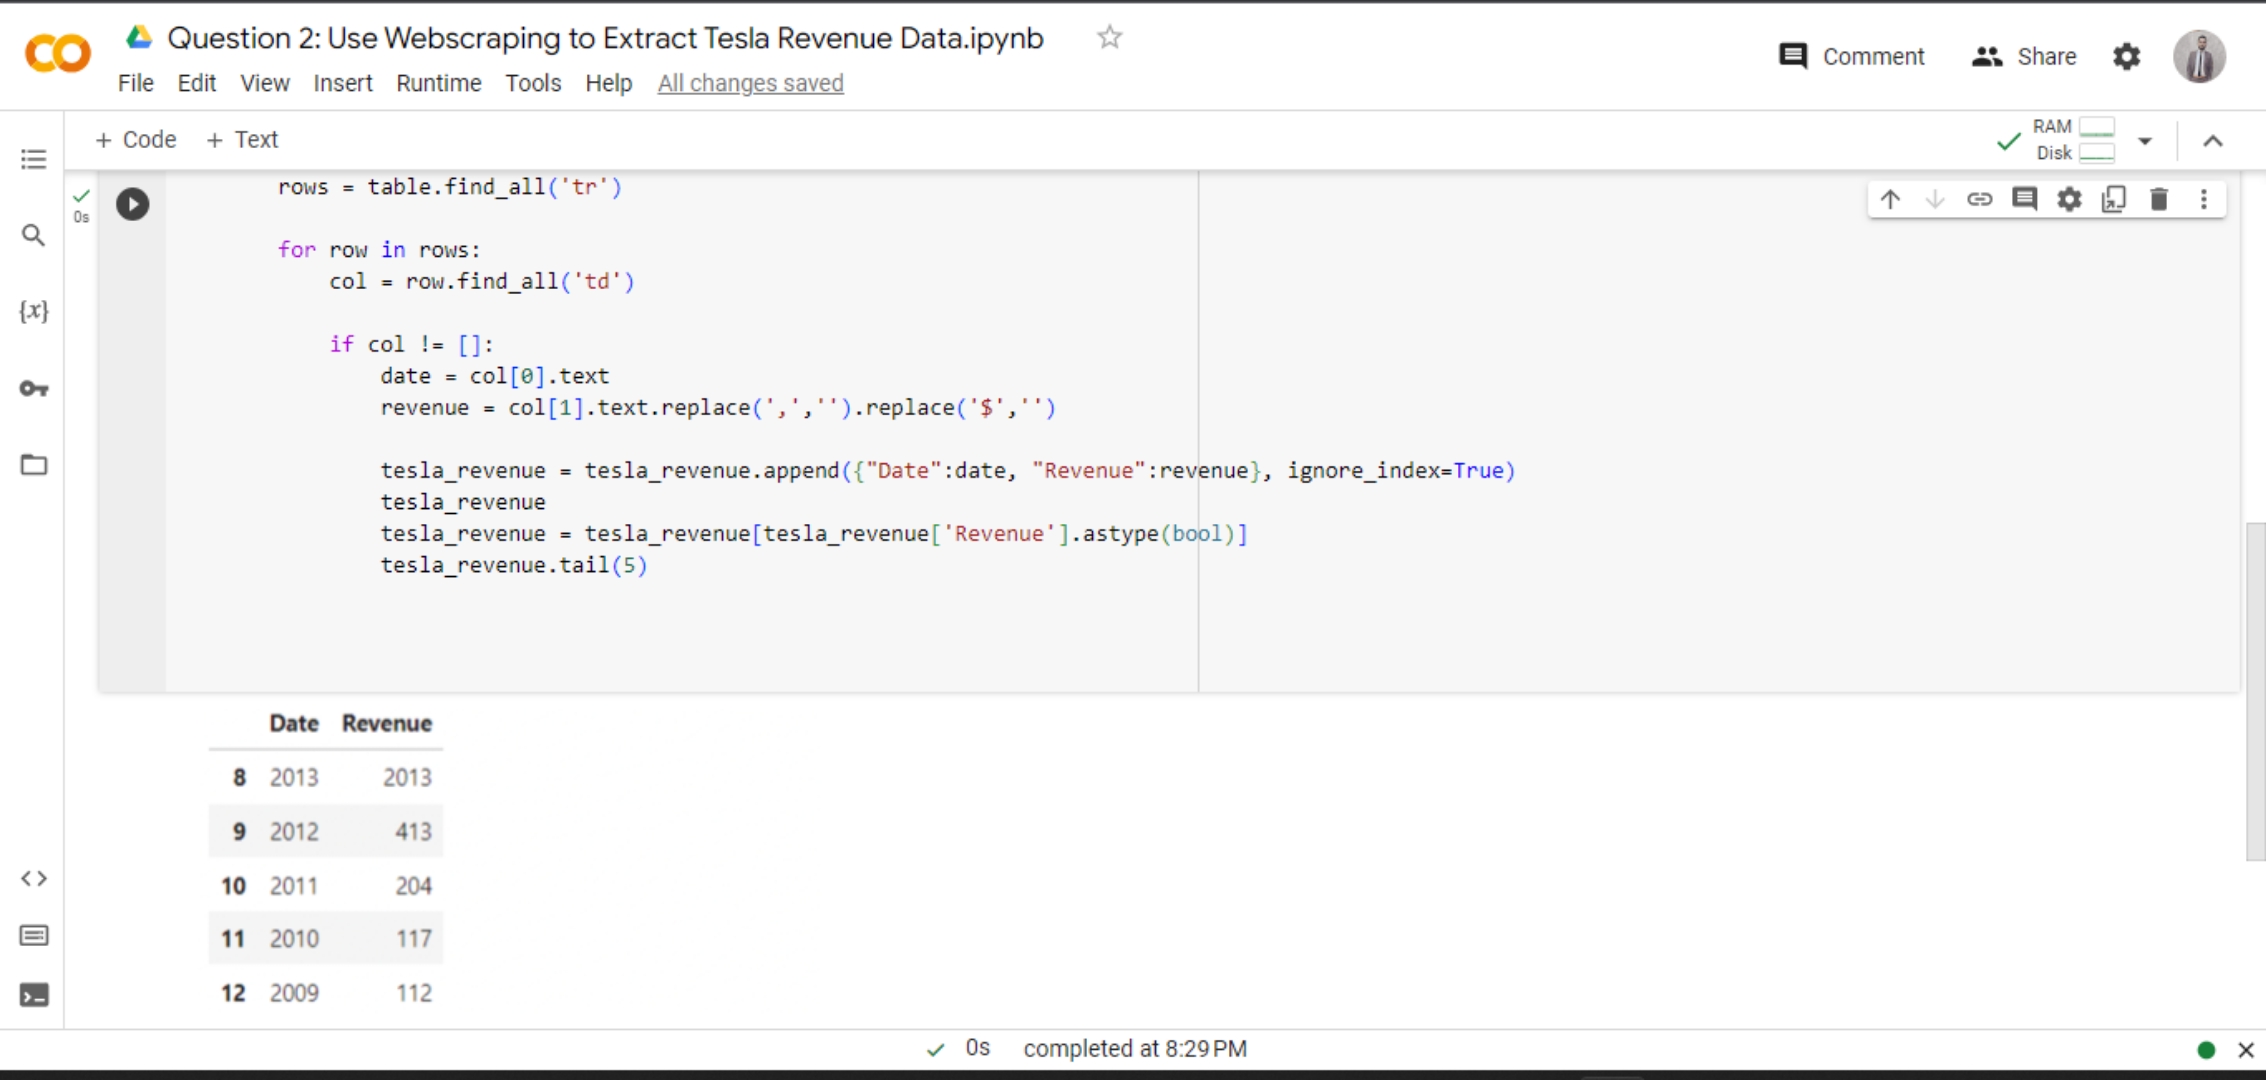 Question 2: Use Webscraping to Extract Tesla Revenue Data.ipynb
Comment Share
File Edit View Insert Runtime Tools Help All changes saved
+ Code + Text
RAM
Disk
0s
rows = table.find_all('tr')
for row in rows:
col = row.find_all('td')
if col != []:
date = col[0].text
revenue = col[1].text.replace(',','').replace('$','')
tesla_revenue = tesla_revenue.append({"Date":date, "Revenue":revenue}, ignore_index=True)
tesla_revenue
tesla_revenue = tesla_revenue[tesla_revenue['Revenue'].astype(bool)]
tesla_revenue.tail(5)
Date Revenue
8 2013 2013
9 2012 413
10 2011 204
11 2010 117
12 2009 112
0s completed at 8:29 PM